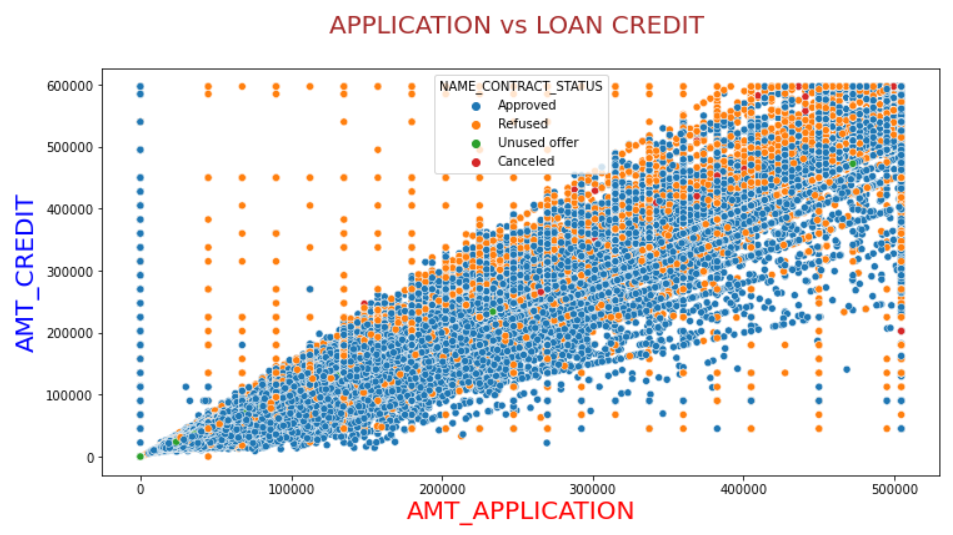 APPLICATION vs LOAN CREDIT
NAME_CONTRACT_STATUS
Approved
Refused
Unused offer
Canceled
AMT_CREDIT
600000
500000
400000
300000
200000
100000
0
0 100000 200000 300000 400000 500000
AMT_APPLICATION